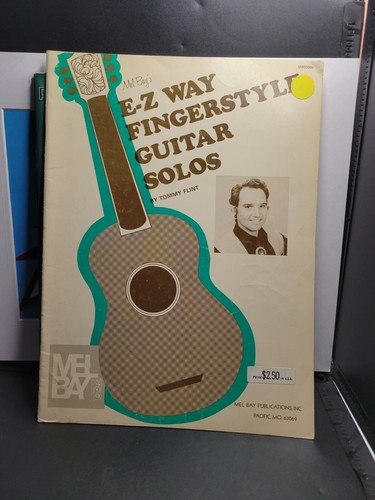 Mel Bay's
E-Z WAY
FINGERSTYLE
GUITAR
SOLOS
BY TOMMY FLINT
MEL
BAY
$2.50 IN U.S.A.
MEL BAY PUBLICATIONS, INC.
PACIFIC, MO. 63069